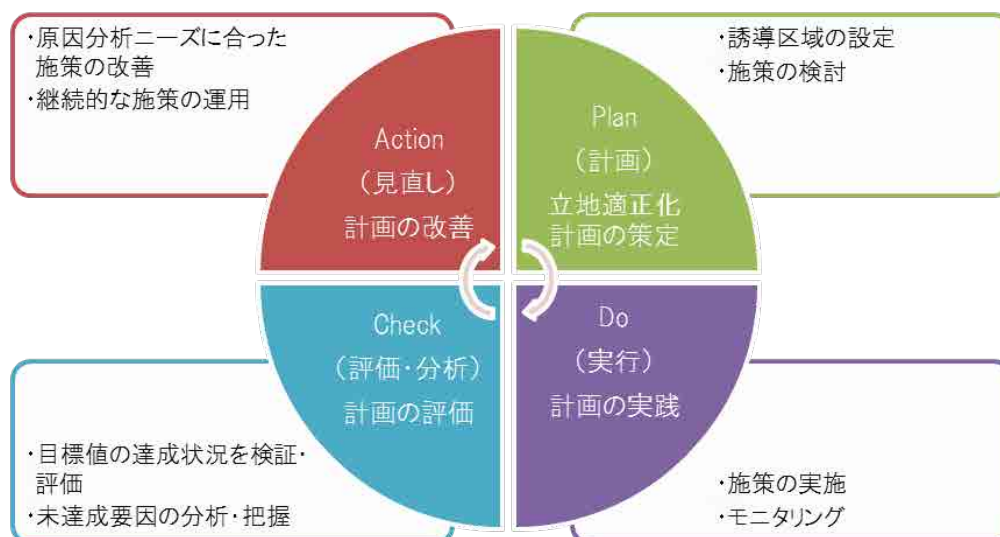 ・原因分析ニーズに合った
施策の改善
・継続的な施策の運用
Action
(見直し)
計画の改善
・誘導区域の設定
・施策の検討
Plan
(計画)
立地適正化
計画の策定
Check
(評価・分析)
計画の評価
・目標値の達成状況を検証・
評価
・未達成要因の分析・把握
Do
(実行)
計画の実践
・施策の実施
・モニタリング